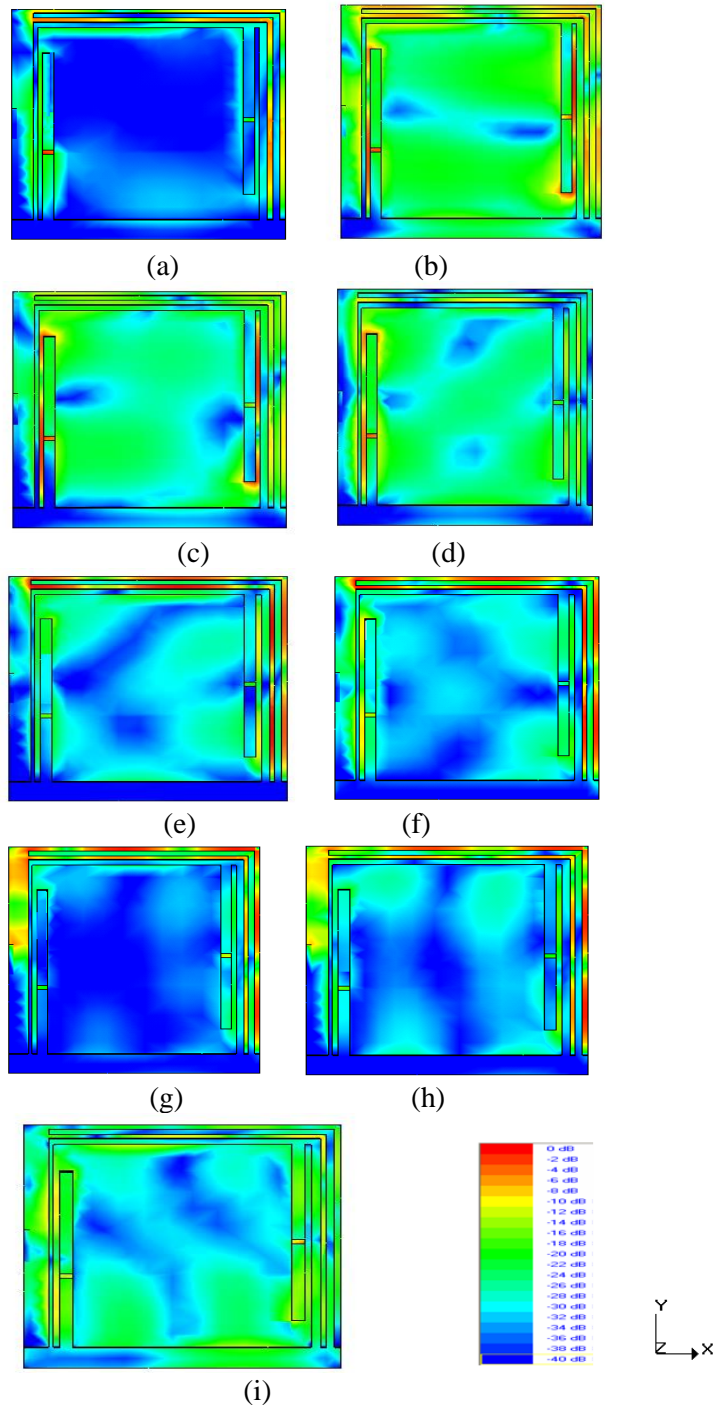 (a)
(b)
(c)
(d)
(e)
(f)
(g)
(h)
(i)
0 dB
-2 dB
-4 dB
-6 dB
-8 dB
-10 dB
-12 dB
-14 dB
-16 dB
-18 dB
-20 dB
-22 dB
-24 dB
-26 dB
-28 dB
-30 dB
-32 dB
-34 dB
-36 dB
-38 dB
-40 dB
Y
Z
X